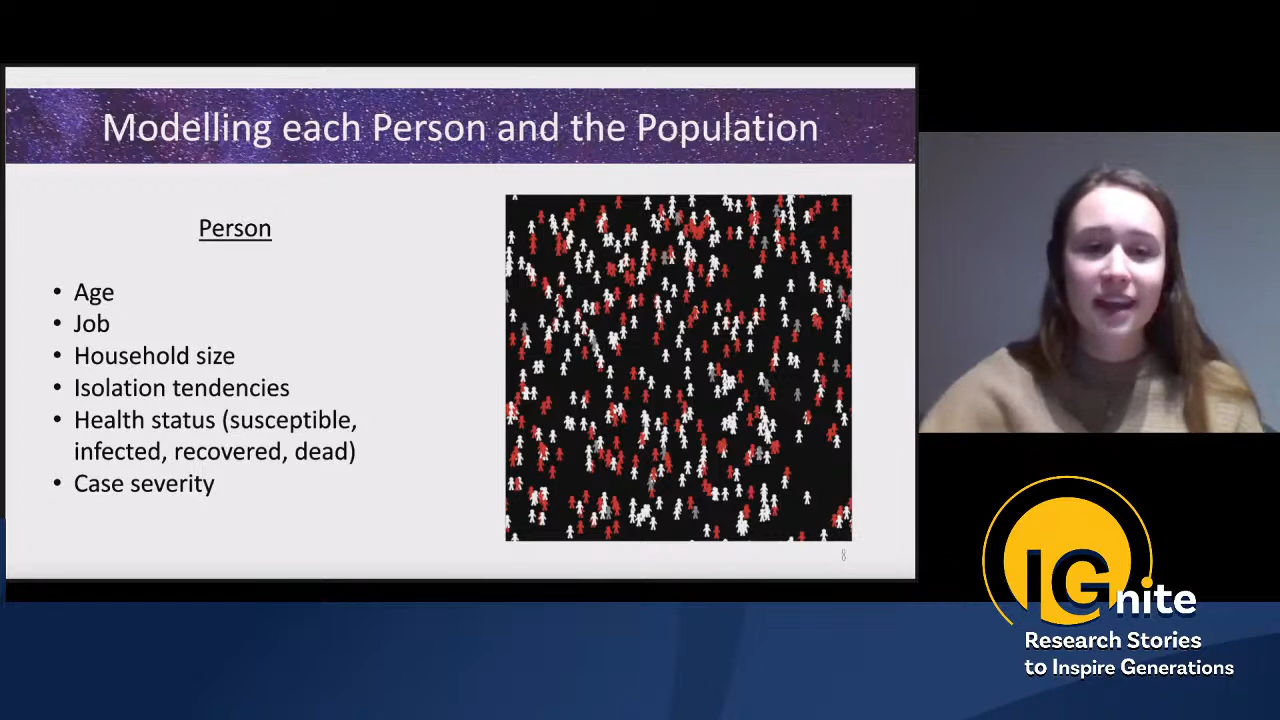 Modelling each Person and the Population
Person
• Age
• Job
• Household size
• Isolation tendencies
• Health status (susceptible,
infected, recovered, dead)
• Case severity
8
IGnite
Research Stories
to Inspire Generations